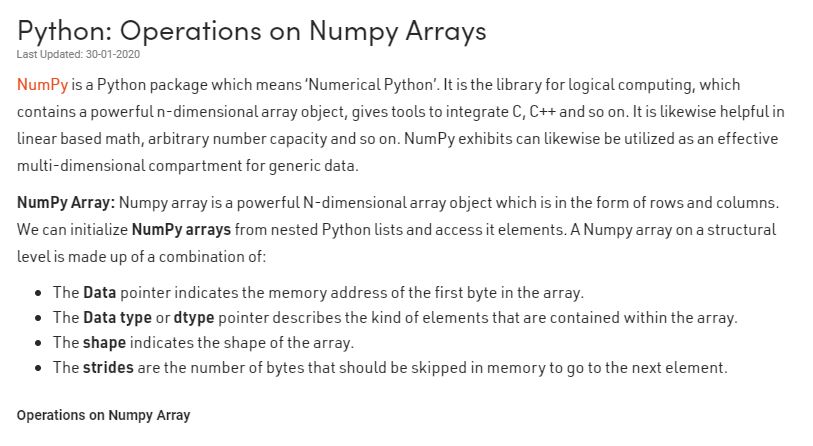 Python: Operations on Numpy Arrays
Last Updated: 30-01-2020
NumPy is a Python package which means ‘Numerical Python’. It is the library for logical computing, which
contains a powerful n-dimensional array object, gives tools to integrate C, C++ and so on. It is likewise helpful in
linear based math, arbitrary number capacity and so on. NumPy exhibits can likewise be utilized as an effective
multi-dimensional compartment for generic data.
NumPy Array: Numpy array is a powerful N-dimensional array object which is in the form of rows and columns.
We can initialize NumPy arrays from nested Python lists and access it elements. A Numpy array on a structural
level is made up of a combination of:
• The Data pointer indicates the memory address of the first byte in the array.
• The Data type or dtype pointer describes the kind of elements that are contained within the array.
• The shape indicates the shape of the array.
• The strides are the number of bytes that should be skipped in memory to go to the next element.
Operations on Numpy Array